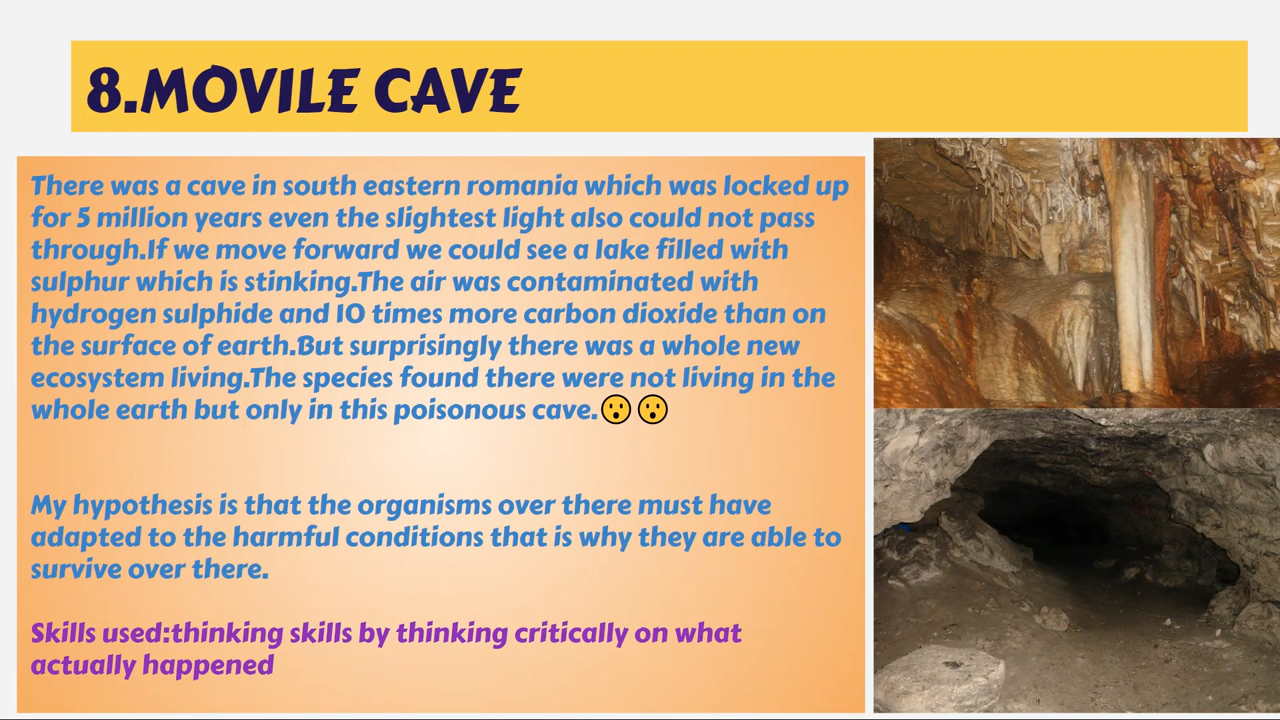 8.MOVILE CAVE
There was a cave in south eastern romania which was locked up
for 5 million years even the slightest light also could not pass
through.If we move forward we could see a lake filled with
sulphur which is stinking.The air was contaminated with
hydrogen sulphide and 10 times more carbon dioxide than on
the surface of earth.But surprisingly there was a whole new
ecosystem living.The species found there were not living in the
whole earth but only in this poisonous cave.😮😮
My hypothesis is that the organisms over there must have
adapted to the harmful conditions that is why they are able to
survive over there.
Skills used:thinking skills by thinking critically on what
actually happened